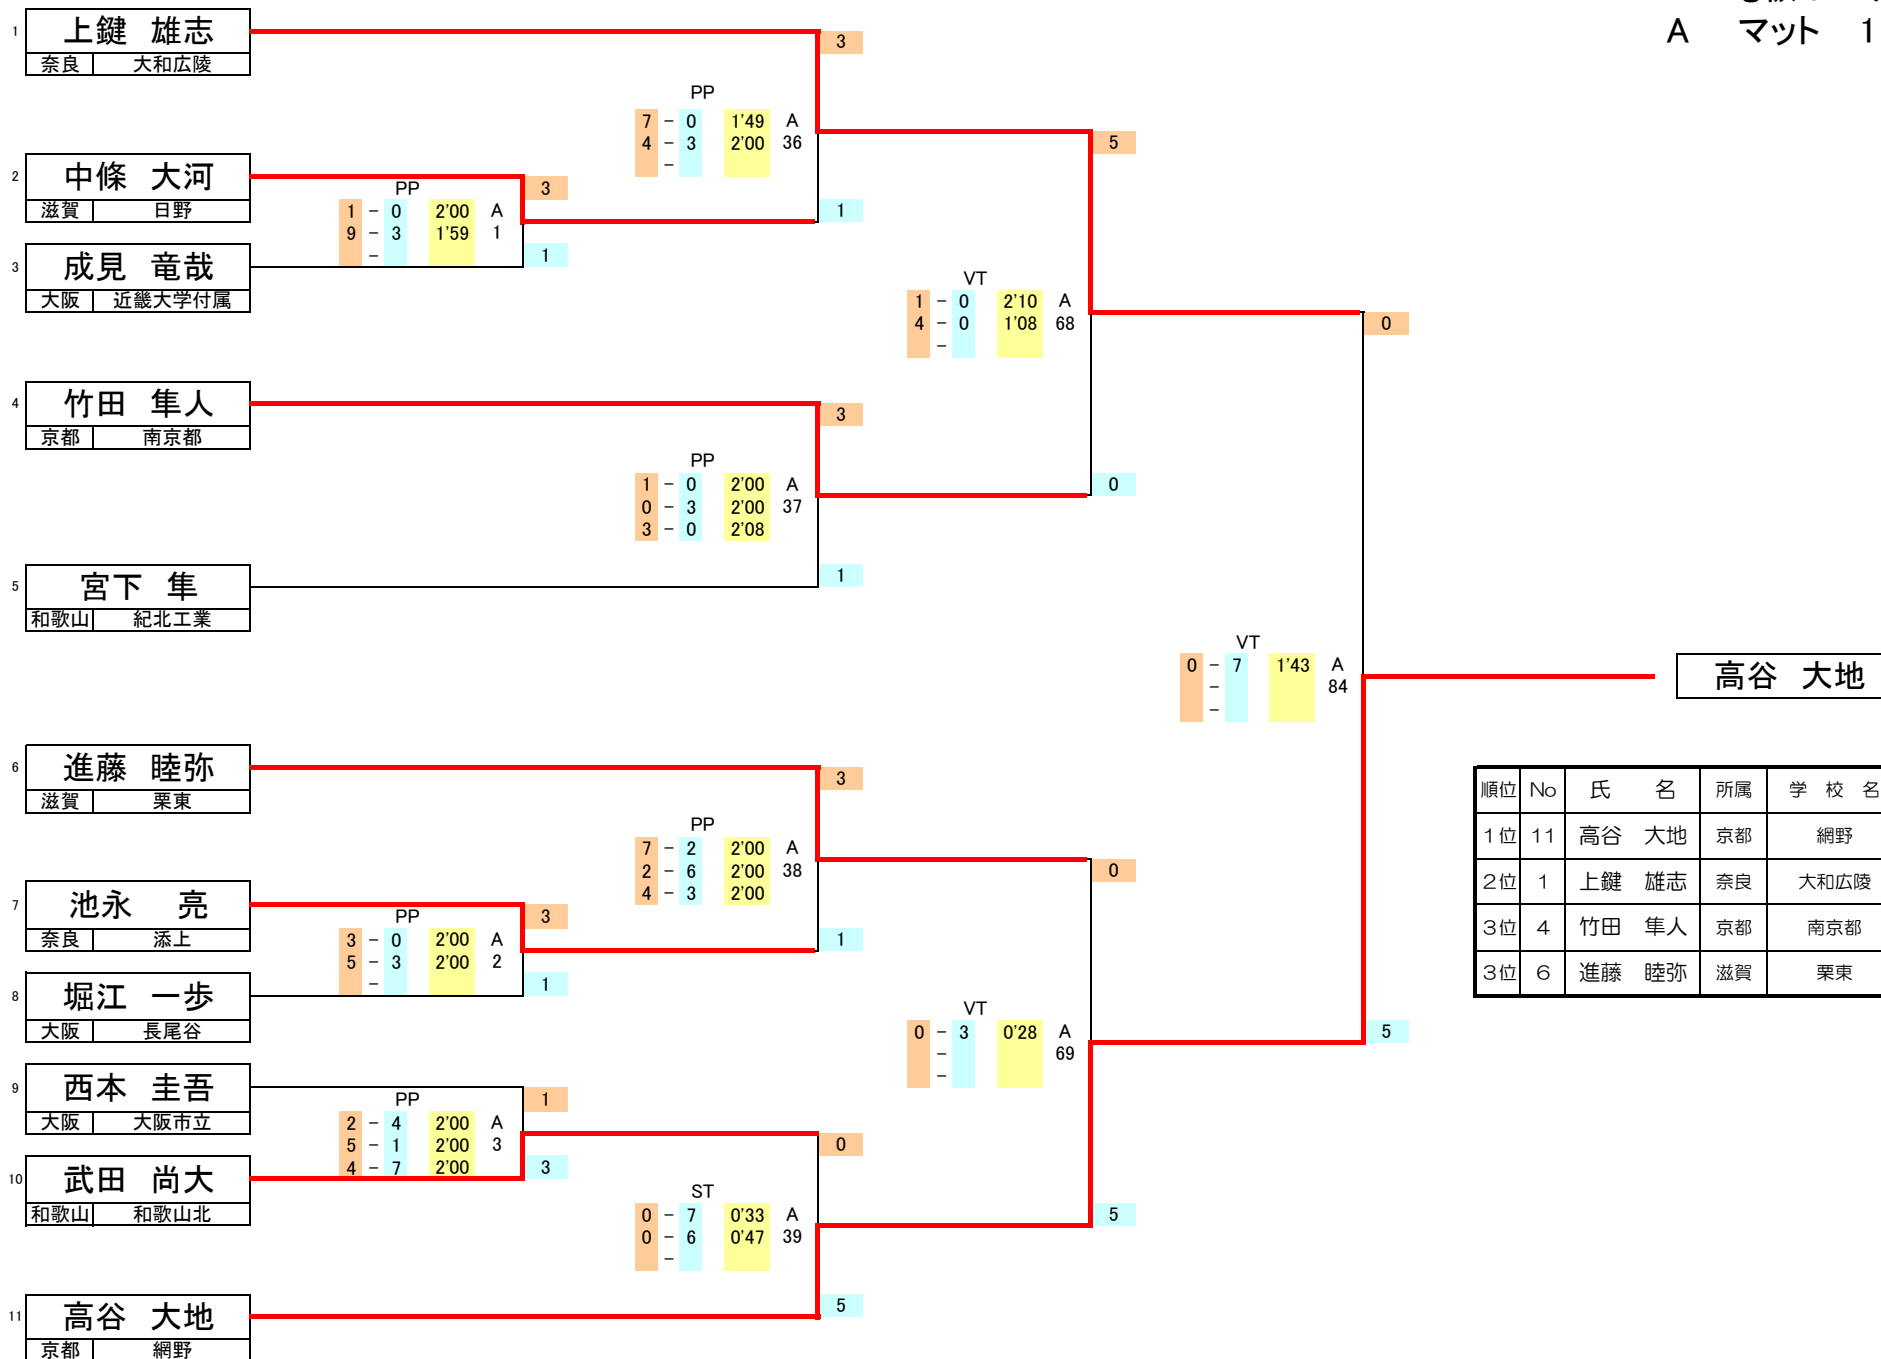 A マット 1
1 上鍵 雄志
奈良 大和広陵
3
PP
7 - 0 1'49 A
4 - 3 2'00 36
-
5
2 中條 大河
滋賀 日野
PP
3
1 - 0 2'00 A
9 - 3 1'59 1
-
1
1
3 成見 竜哉
大阪 近畿大学付属
VT
1 - 0 2'10 A
4 - 0 1'08 68
-
0
4 竹田 隼人
京都 南京都
3
PP
1 - 0 2'00 A
0 - 3 2'00 37
3 - 0 2'08
0
1
5 宮下 隼
和歌山 紀北工業
VT
0 - 7 1'43 A
- 84
-
高谷 大地
6 進藤 睦弥
滋賀 栗東
3
PP
7 - 2 2'00 A
2 - 6 2'00 38
4 - 3 2'00
0
7 池永 亮
奈良 添上
PP
3
3 - 0 2'00 A
5 - 3 2'00 2
-
1
1
8 堀江 一歩
大阪 長尾谷
VT
0 - 3 0'28 A
- 69
-
5
9 西本 圭吾
大阪 大阪市立
PP
1
2 - 4 2'00 A
5 - 1 2'00 3
4 - 7 2'00
3
0
10 武田 尚大
和歌山 和歌山北
ST
0 - 7 0'33 A
0 - 6 0'47 39
-
5
5
11 高谷 大地
京都 網野
順位 No 氏 名 所属 学 校 名
1位 11 高谷 大地 京都 網野
2位 1 上鍵 雄志 奈良 大和広陵
3位 4 竹田 隼人 京都 南京都
3位 6 進藤 睦弥 滋賀 栗東